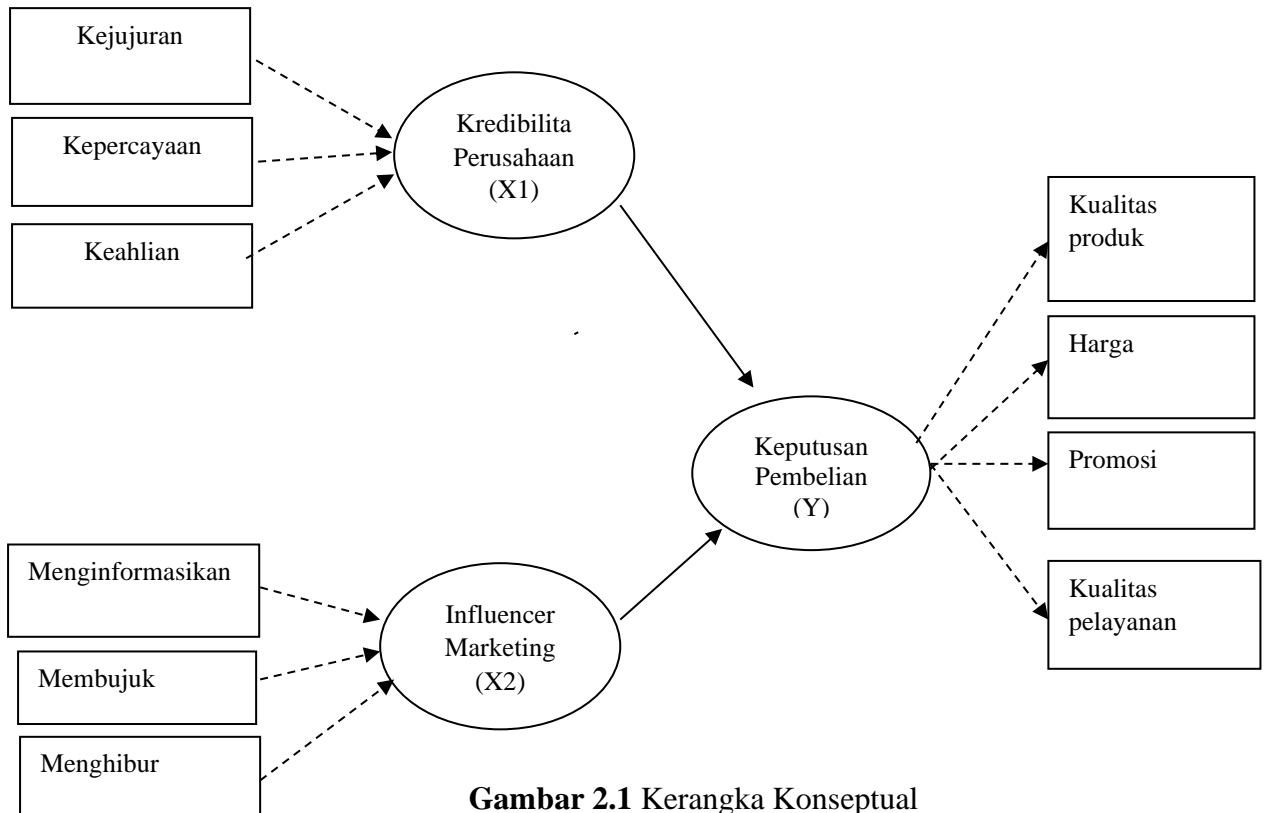 Kejujuran
Kepercayaan
Keahlian
Kredibilita
Perusahaan
(X1)
Kualitas
produk
Harga
Promosi
Kualitas
pelayanan
Keputusan
Pembelian
(Y)
Menginformasikan
Membujuk
Menghibur
Influencer
Marketing
(X2)
Gambar 2.1 Kerangka Konseptual